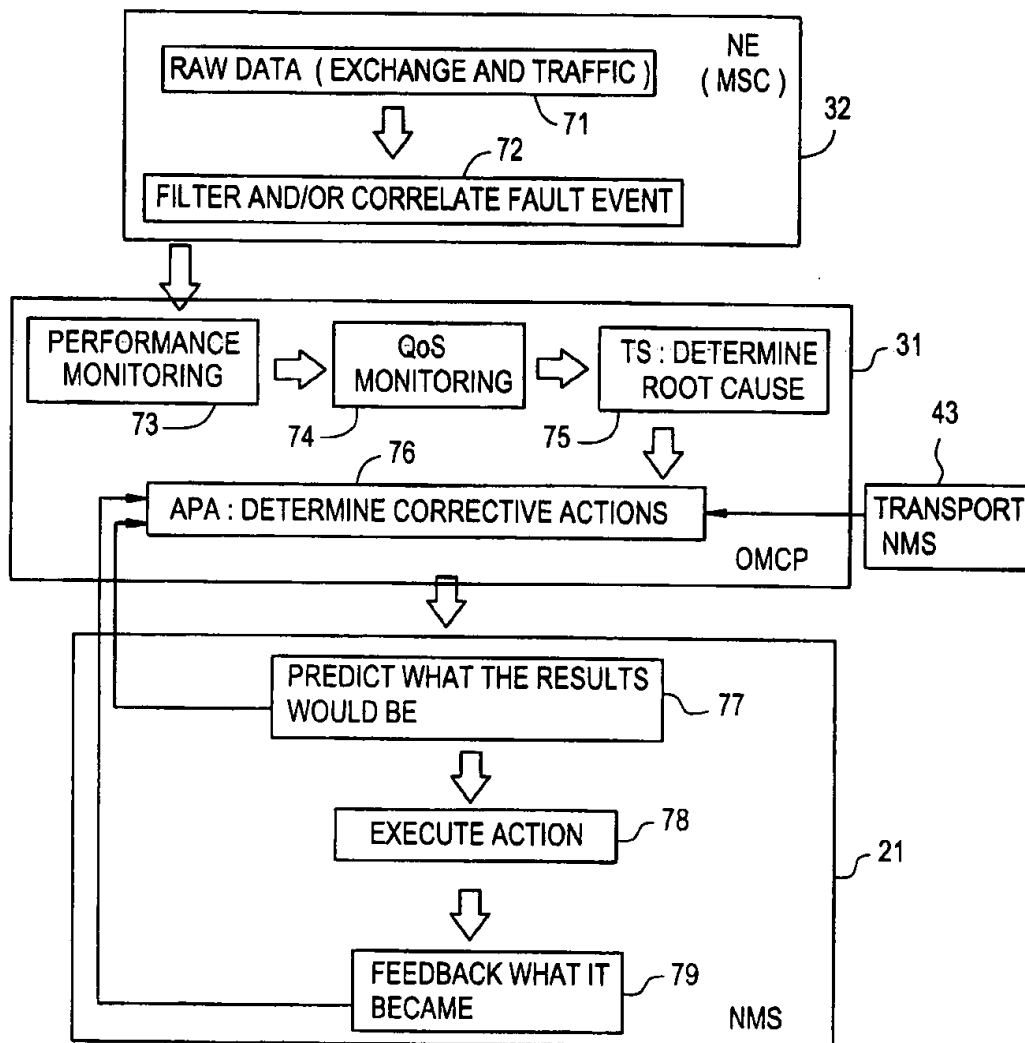 NE
( MSC )
RAW DATA ( EXCHANGE AND TRAFFIC )
71
32
72
FILTER AND/OR CORRELATE FAULT EVENT
PERFORMANCE
MONITORING
73
QoS
MONITORING
74
TS : DETERMINE
ROOT CAUSE
75
31
76
APA : DETERMINE CORRECTIVE ACTIONS
OMCP
43
TRANSPORT
NMS
PREDICT WHAT THE RESULTS
WOULD BE
77
EXECUTE ACTION
78
21
FEEDBACK WHAT IT
BECAME
79
NMS